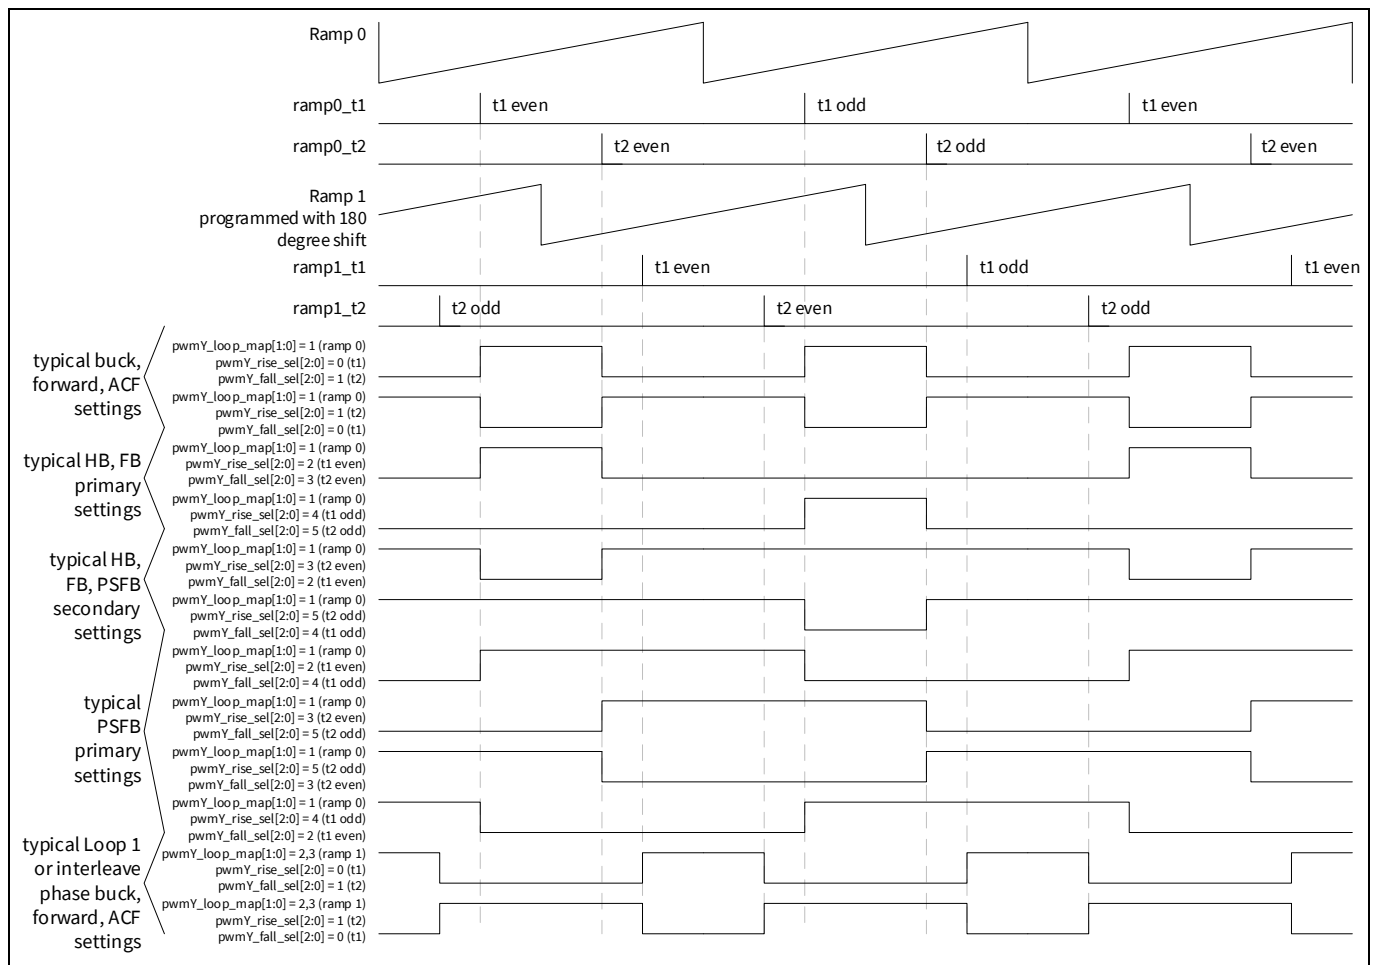 Ramp 0
ramp0_t1
t1 even
t1 odd
t1 even
ramp0_t2
t2 even
t2 odd
t2 even
Ramp 1
programmed with 180
degree shift
ramp1_t1
t1 even
t1 odd
t1 even
ramp1_t2
t2 odd
t2 even
t2 odd
typical buck,
forward, ACF
settings
pwmY_loop_map[1:0] = 1 (ramp 0)
pwmY_rise_sel[2:0] = 0 (t1)
pwmY_fall_sel[2:0] = 1 (t2)
pwmY_loop_map[1:0] = 1 (ramp 0)
pwmY_rise_sel[2:0] = 1 (t2)
pwmY_fall_sel[2:0] = 0 (t1)
typical HB, FB
primary
settings
pwmY_loop_map[1:0] = 1 (ramp 0)
pwmY_rise_sel[2:0] = 2 (t1 even)
pwmY_fall_sel[2:0] = 3 (t2 even)
pwmY_loop_map[1:0] = 1 (ramp 0)
pwmY_rise_sel[2:0] = 4 (t1 odd)
pwmY_fall_sel[2:0] = 5 (t2 odd)
typical HB,
FB, PSFB
secondary
settings
pwmY_loop_map[1:0] = 1 (ramp 0)
pwmY_rise_sel[2:0] = 3 (t2 even)
pwmY_fall_sel[2:0] = 2 (t1 even)
pwmY_loop_map[1:0] = 1 (ramp 0)
pwmY_rise_sel[2:0] = 5 (t2 odd)
pwmY_fall_sel[2:0] = 4 (t1 odd)
typical
PSFB
primary
settings
pwmY_loop_map[1:0] = 1 (ramp 0)
pwmY_rise_sel[2:0] = 2 (t1 even)
pwmY_fall_sel[2:0] = 4 (t1 odd)
pwmY_loop_map[1:0] = 1 (ramp 0)
pwmY_rise_sel[2:0] = 3 (t2 even)
pwmY_fall_sel[2:0] = 5 (t2 odd)
pwmY_loop_map[1:0] = 1 (ramp 0)
pwmY_rise_sel[2:0] = 5 (t2 odd)
pwmY_fall_sel[2:0] = 3 (t2 even)
pwmY_loop_map[1:0] = 1 (ramp 0)
pwmY_rise_sel[2:0] = 4 (t1 odd)
pwmY_fall_sel[2:0] = 2 (t1 even)
typical Loop 1
or interleave
phase buck,
forward, ACF
settings
pwmY_loop_map[1:0] = 2,3 (ramp 1)
pwmY_rise_sel[2:0] = 0 (t1)
pwmY_fall_sel[2:0] = 1 (t2)
pwmY_loop_map[1:0] = 2,3 (ramp 1)
pwmY_rise_sel[2:0] = 1 (t2)
pwmY_fall_sel[2:0] = 0 (t1)